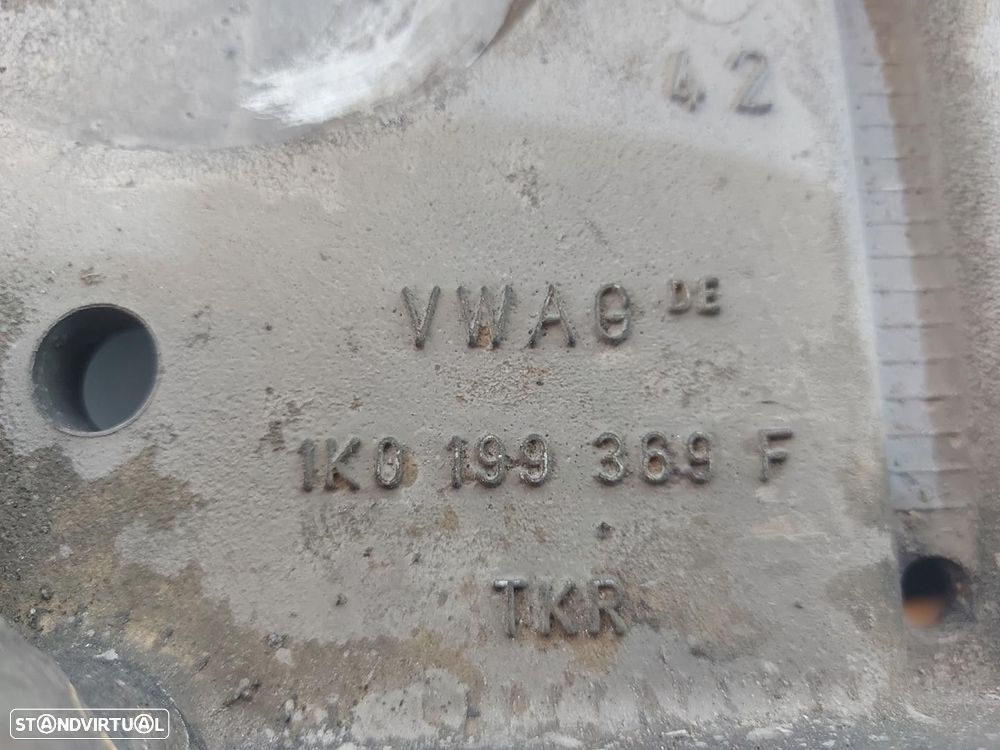 42
VWAG DE
1K0 199 369 F
TKR
STANDVIRTUAL